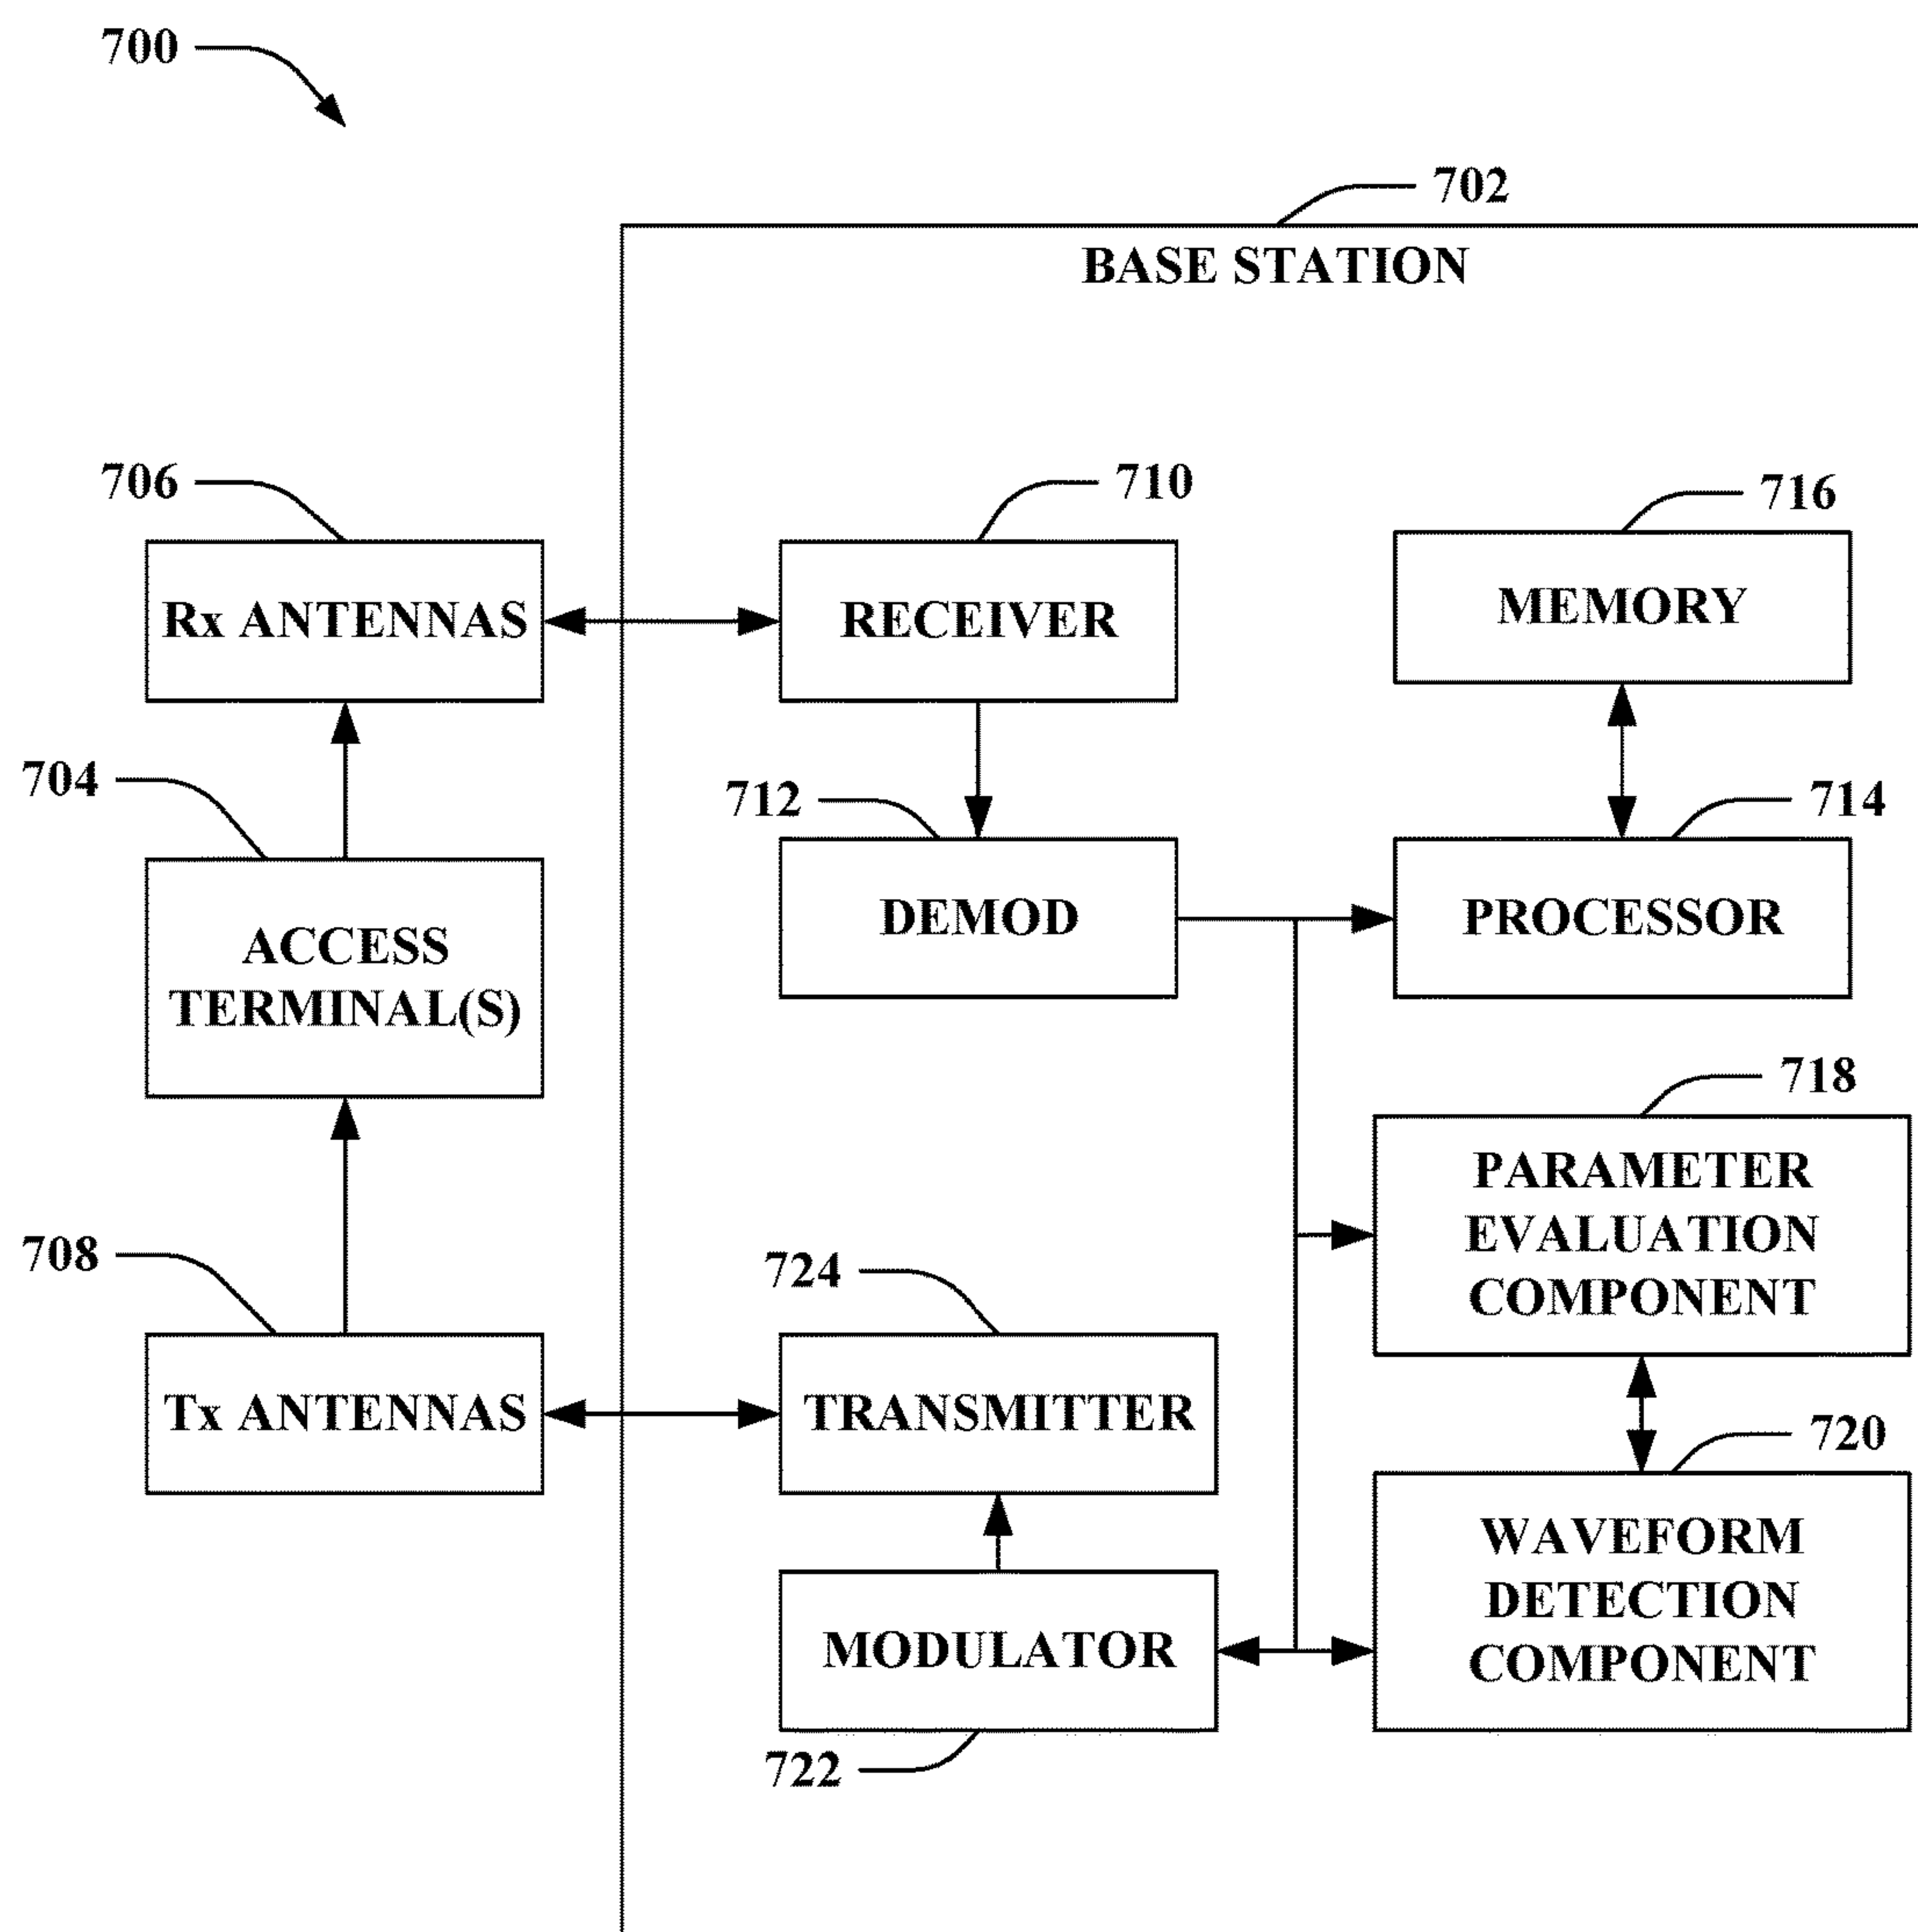 700
702
BASE STATION
706
710
716
Rx ANTENNAS
RECEIVER
MEMORY
704
712
714
ACCESS
TERMINAL(S)
DEMOD
PROCESSOR
718
PARAMETER
EVALUATION
COMPONENT
708
724
Tx ANTENNAS
TRANSMITTER
720
WAVEFORM
DETECTION
COMPONENT
MODULATOR
722